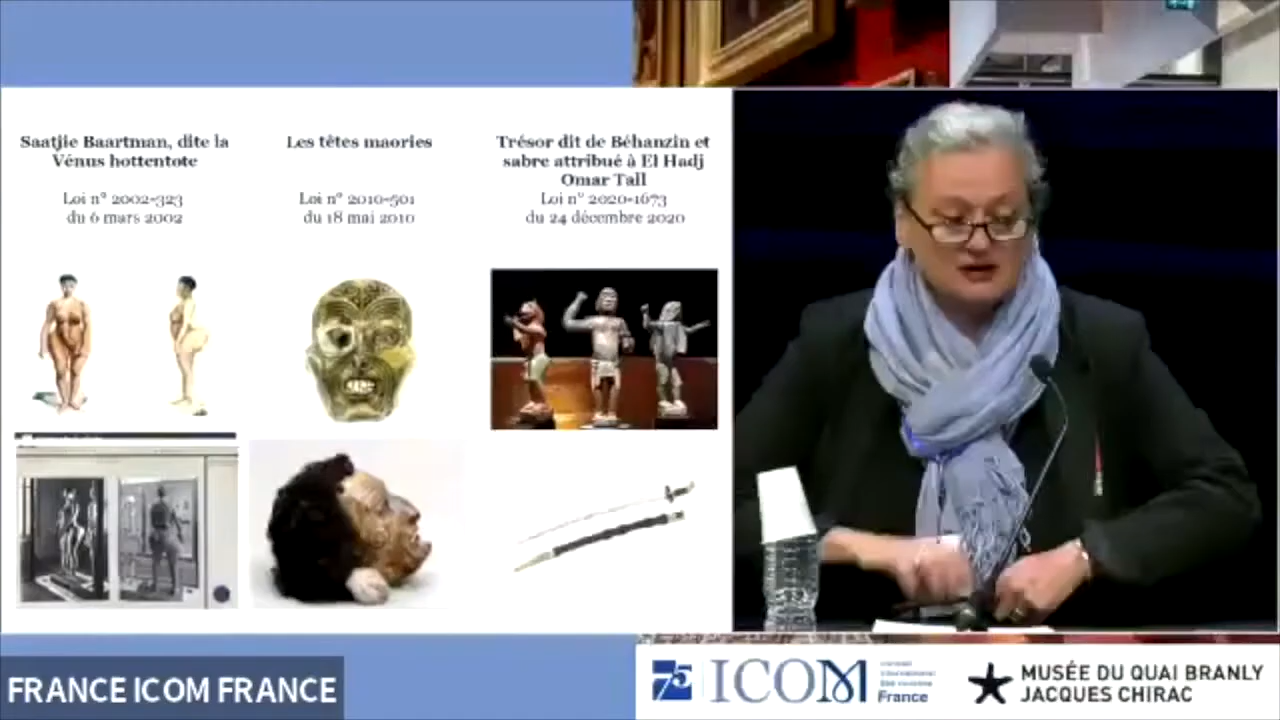 Saatjie Baartman, dite la
Vénus hottentote
Loi n° 2002-323
du 6 mars 2002
Les têtes maories
Loi n° 2010-501
du 18 mai 2010
Trésor dit de Béhanzin et
sabre attribué à El Hadj
Omar Tall
Loi n° 2020-1673
du 24 décembre 2020
FRANCE ICOM FRANCE
75
ICOM
France
MUSÉE DU QUAI BRANLY
JACQUES CHIRAC